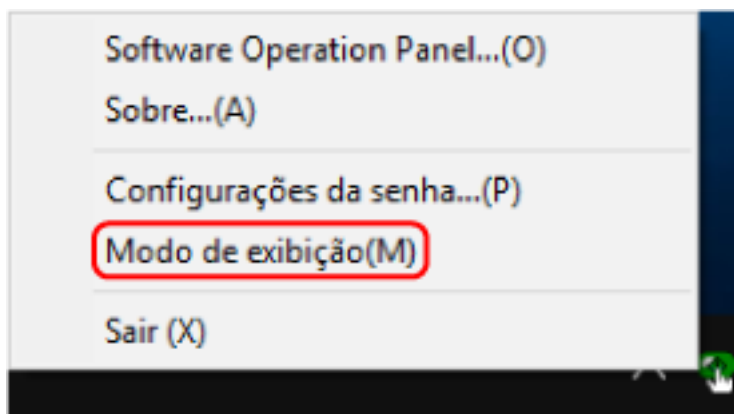 Software Operation Panel...(O)
Sobre...(A)
Configurações da senha...(P)
Modo de exibição(M)
Sair (X)